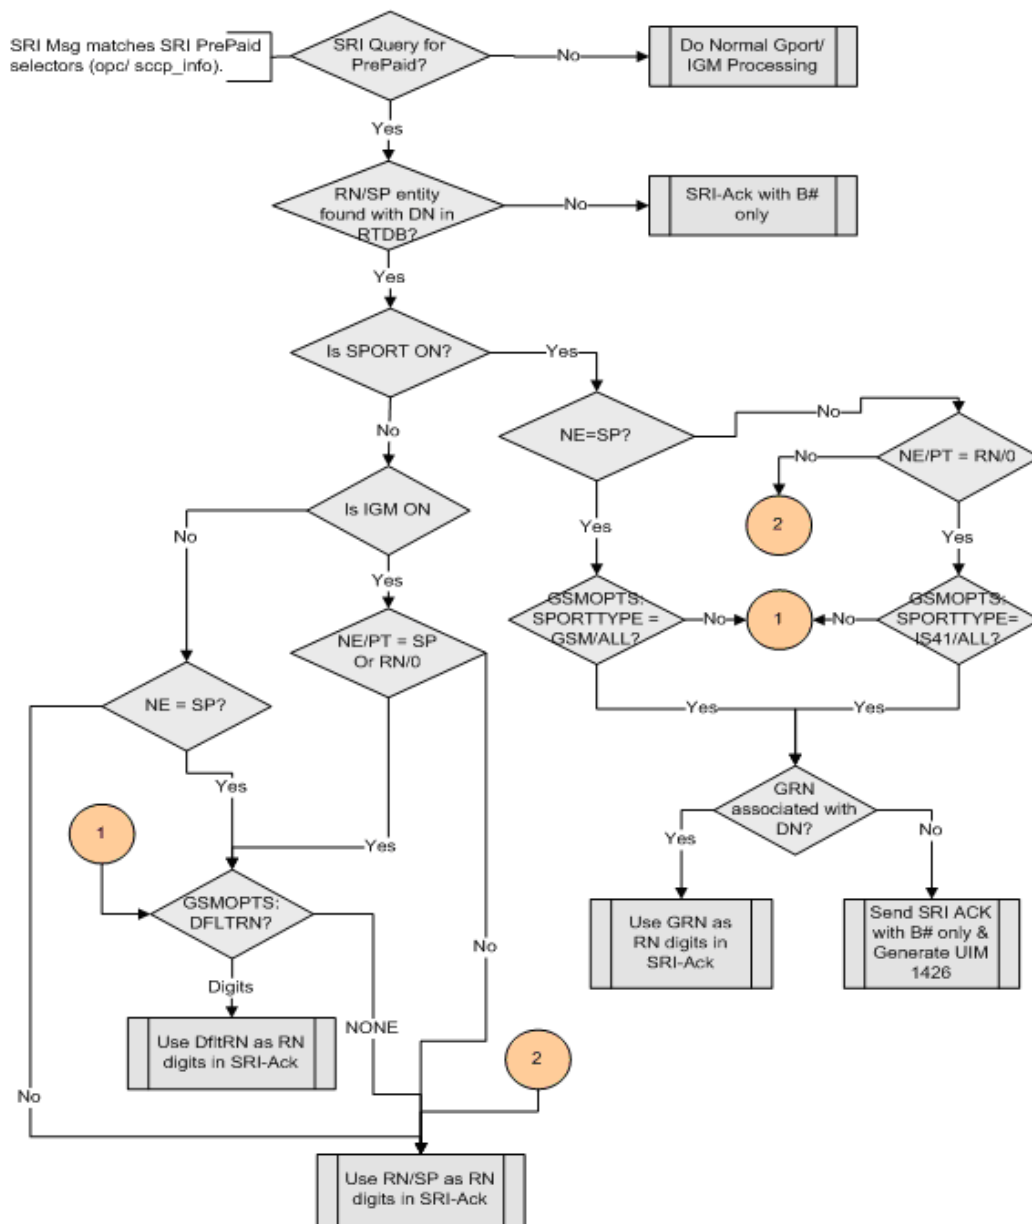 SRI Msg matches SRI PrePaid
selectors (opc/ sccp_info).
SRI Query for
PrePaid?
No
Do Normal Gport/
IGM Processing
Yes
RN/SP entity
found with DN in
RTDB?
No
SRI-Ack with B#
only
Yes
Is SPORT ON?
Yes
No
NE=SP?
No
NE/PT = RN/0
No
2
Is IGM ON
No
Yes
Yes
Yes
GSMOPTS:
SPORTTYPE =
GSM/ALL?
No
1
No
GSMOPTS:
SPORTTYPE=
IS41/ALL?
NE/PT = SP
Or RN/0
NE = SP?
Yes
Yes
Yes
GRN
associated with
DN?
Yes
No
1
Yes
GSMOPTS:
DFLTRN?
Use GRN as
RN digits in
SRI-Ack
Send SRI ACK
with B# only &
Generate UIM
1426
No
Digits
NONE
Use DfltRN as RN
digits in SRI-Ack
2
No
Use RN/SP as RN
digits in SRI-Ack